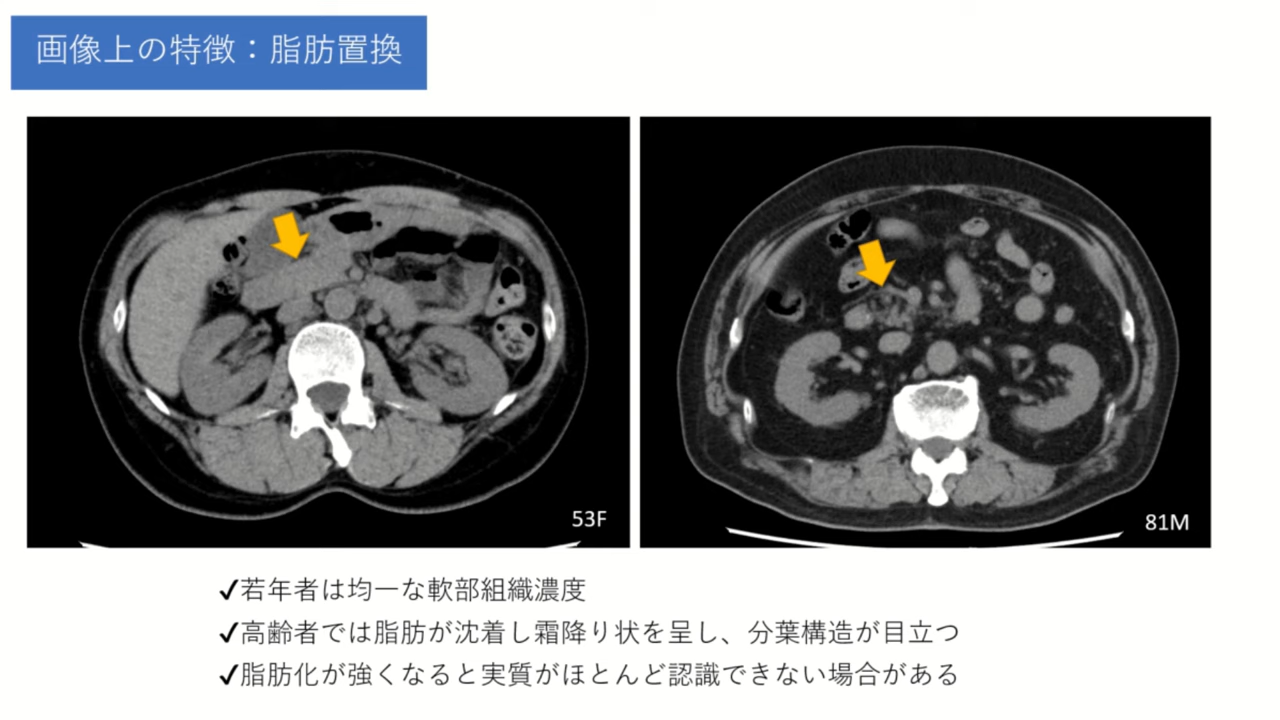 画像上の特徴：脂肪置換
53F
81M
✓若年者は均一な軟部組織濃度
✓高齢者では脂肪が沈着し霜降り状を呈し、分葉構造が目立つ
✓脂肪化が強くなると実質がほとんど認識できない場合がある